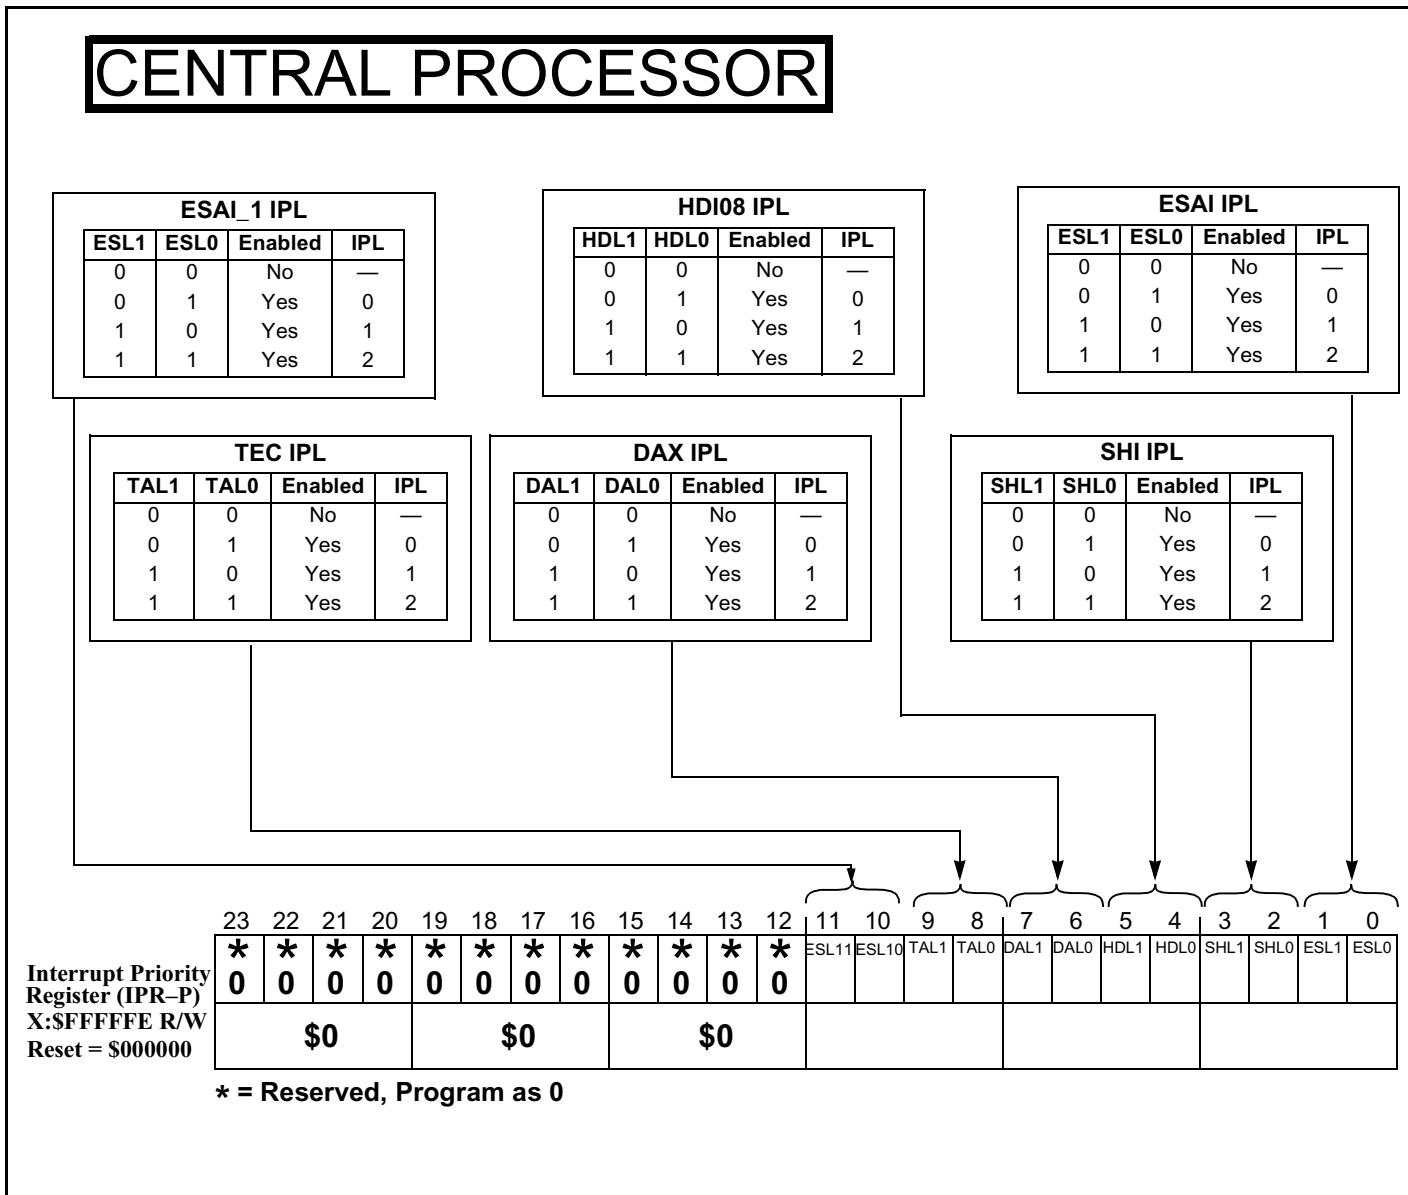 CENTRAL PROCESSOR
ESAI_1 IPL
ESL1 ESL0 Enabled IPL
0 0 No —
0 1 Yes 0
1 0 Yes 1
1 1 Yes 2
HDI08 IPL
HDL1 HDL0 Enabled IPL
0 0 No —
0 1 Yes 0
1 0 Yes 1
1 1 Yes 2
ESAI IPL
ESL1 ESL0 Enabled IPL
0 0 No —
0 1 Yes 0
1 0 Yes 1
1 1 Yes 2
TEC IPL
TAL1 TAL0 Enabled IPL
0 0 No —
0 1 Yes 0
1 0 Yes 1
1 1 Yes 2
DAX IPL
DAL1 DAL0 Enabled IPL
0 0 No —
0 1 Yes 0
1 0 Yes 1
1 1 Yes 2
SHI IPL
SHL1 SHL0 Enabled IPL
0 0 No —
0 1 Yes 0
1 0 Yes 1
1 1 Yes 2
23 22 21 20 19 18 17 16 15 14 13 12 11 10 9 8 7 6 5 4 3 2 1 0
* * * * * * * * * * * * ESL11 ESL10 TAL1 TAL0 DAL1 DAL0 HDL1 HDL0 SHL1 SHL0 ESL1 ESL0
0 0 0 0 0 0 0 0 0 0 0 0
Interrupt Priority
Register (IPR–P)
X:$FFFFFE R/W
Reset = $000000
$0 $0 $0
* = Reserved, Program as 0